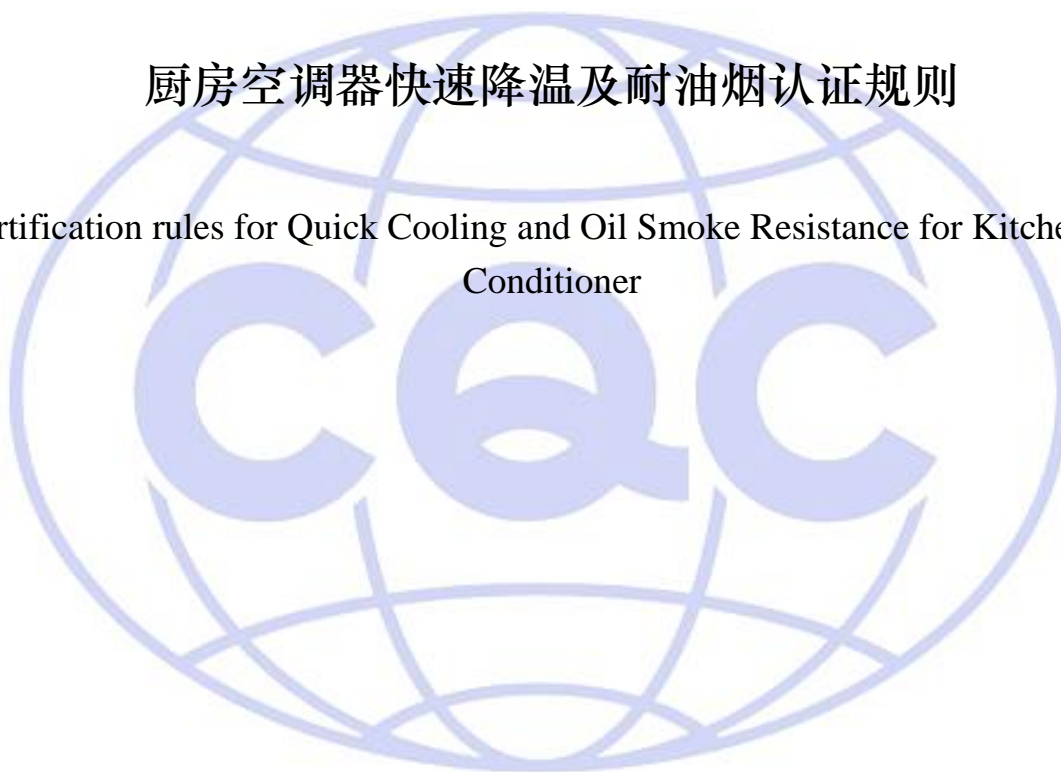 厨房空调器快速降温及耐油烟认证规则
rtification rules for Quick Cooling and Oil Smoke Resistance for Kitche
Conditioner
CQC